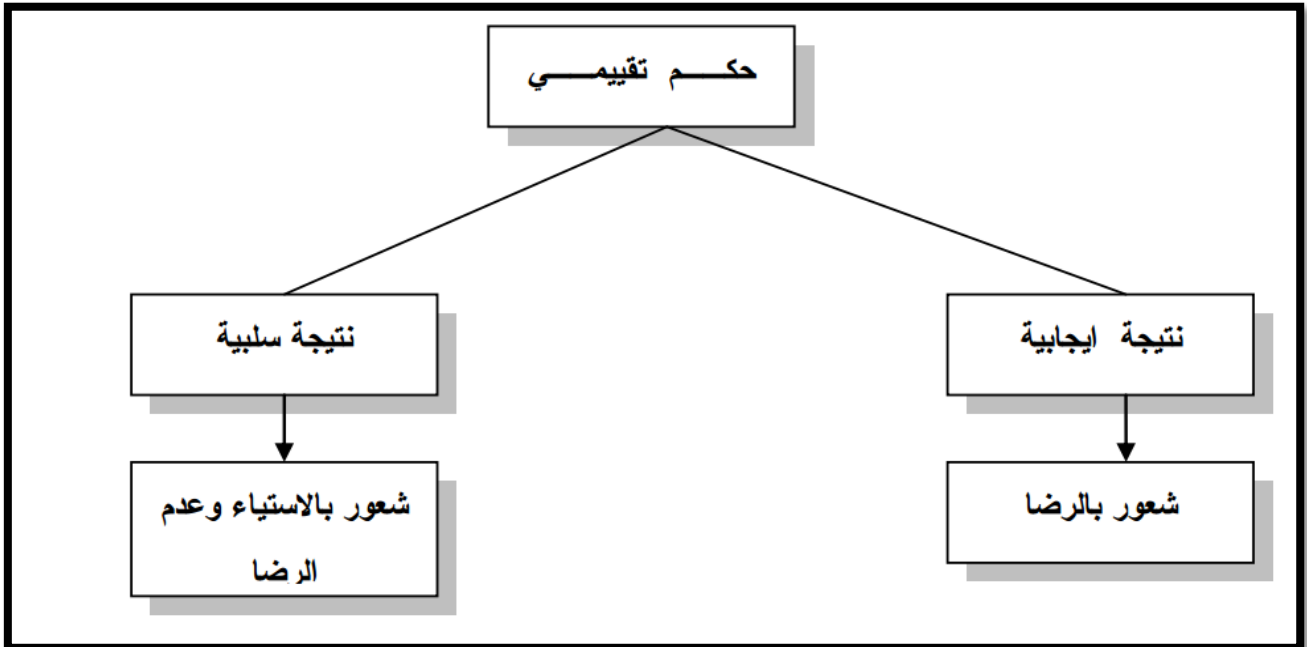 حكـــــم تقييمـــــي
نتيجة ايجابية
نتيجة سلبية
شعور بالرضا
شعور بالاستياء وعدم
الرضا